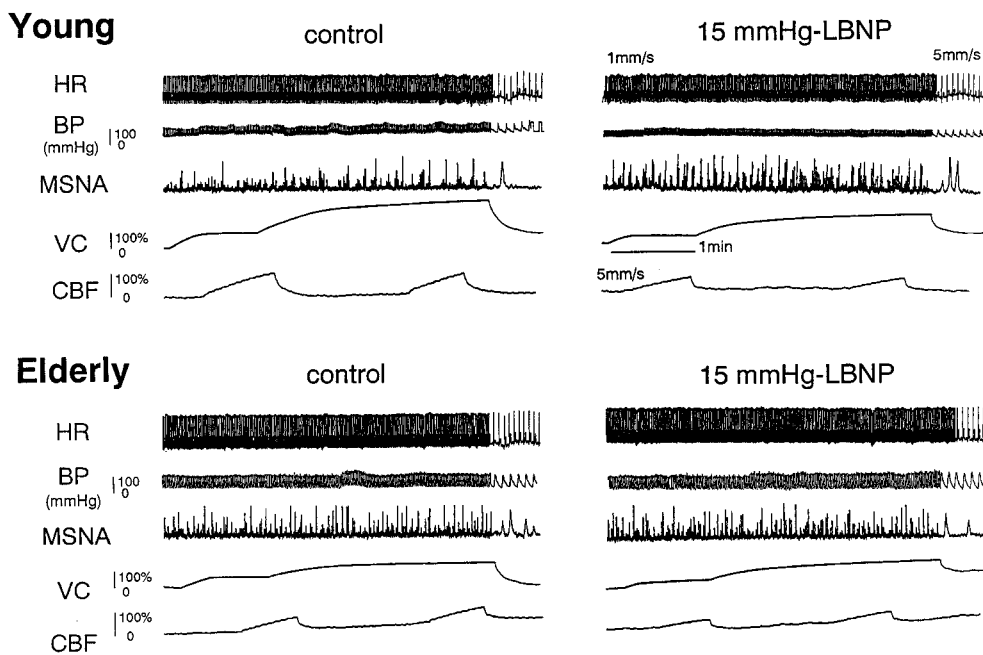 Young
control
15 mmHg-LBNP
HR
1mm/s
5mm/s
BP
(mmHg)
100
0
MSNA
VC
100%
0
1min
CBF
100%
0
5mm/s
Elderly
control
15 mmHg-LBNP
HR
BP
(mmHg)
100
0
MSNA
VC
100%
0
CBF
100%
0